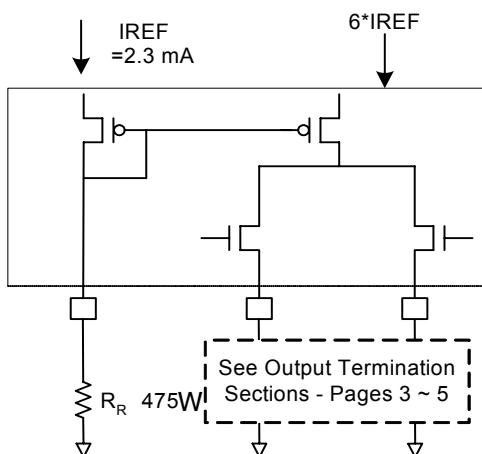 IREF
=2.3 mA
6*IREF
See Output Termination
Sections - Pages 3 ~ 5
RR 475W